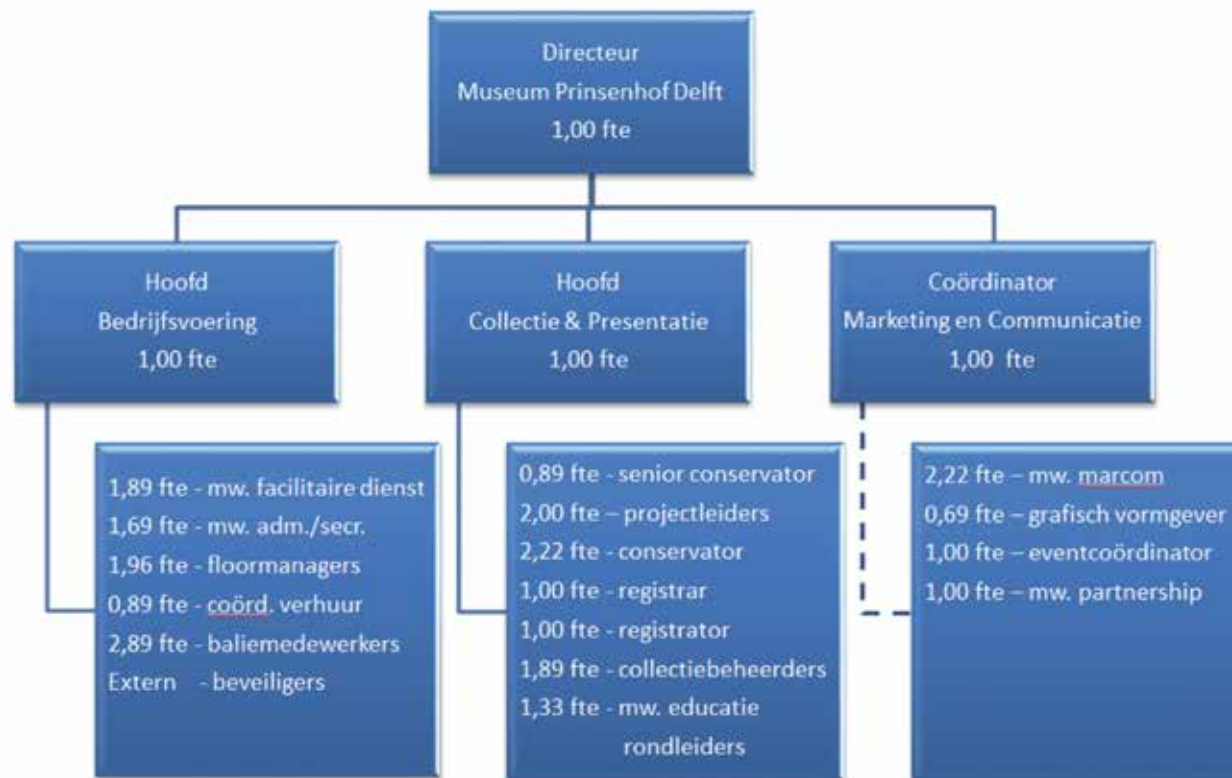 Directeur
Museum Prinsenhof Delft
1,00 fte
Hoofd
Bedrijfsvoering
1,00 fte
Hoofd
Collectie & Presentatie
1,00 fte
Coördinator
Marketing en Communicatie
1,00 fte
1,89 fte - mw. facilitaire dienst
1,69 fte - mw. adm./secr.
1,96 fte - floormanagers
0,89 fte - coörd. verhuur
2,89 fte - baliemedewerkers
Extern - beveiligers
0,89 fte - senior conservator
2,00 fte – projectleiders
2,22 fte - conservator
1,00 fte - registrar
1,00 fte - registrator
1,89 fte - collectiebeheerders
1,33 fte - mw. educatie
rondleiders
2,22 fte – mw. marcom
0,69 fte – grafisch vormgever
1,00 fte – eventcoördinator
1,00 fte – mw. partnership